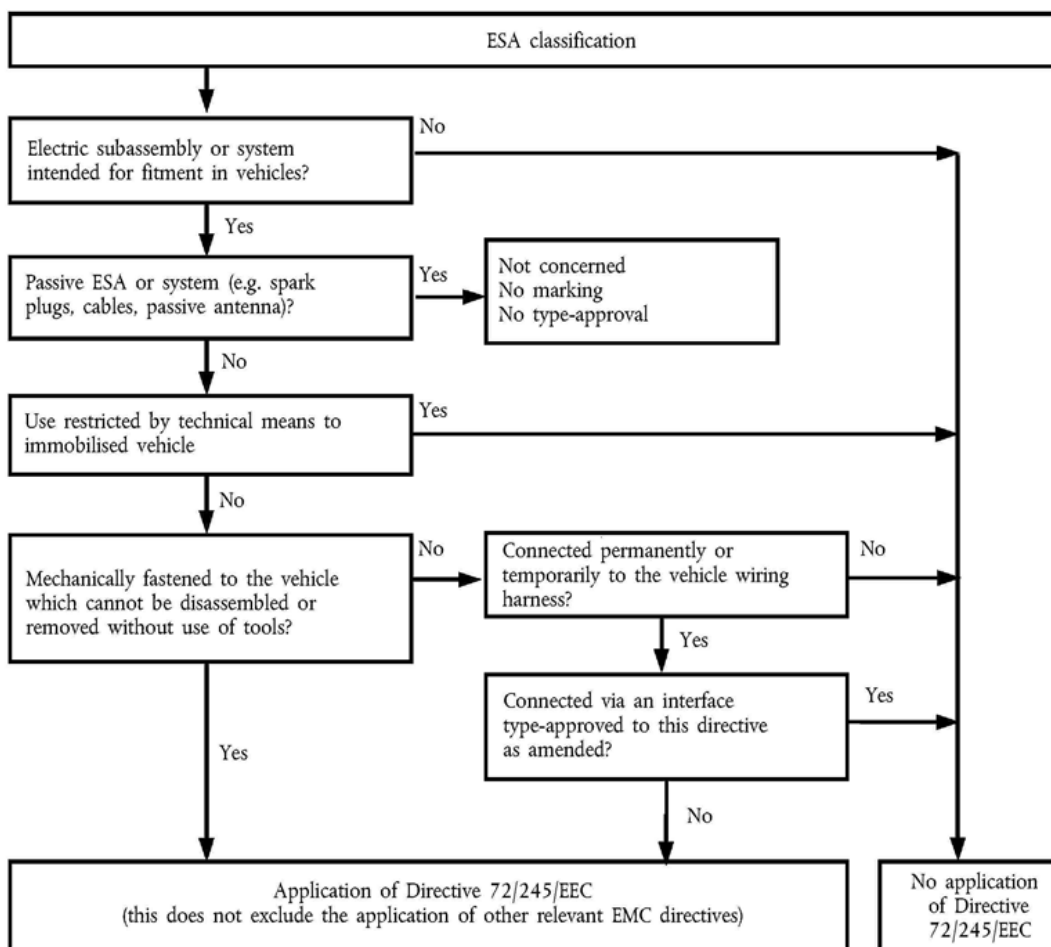 ESA classification
No
Electric subassembly or system
intended for fitment in vehicles?
Yes
Passive ESA or system (e.g. spark
plugs, cables, passive antenna)?
Yes
Not concerned
No marking
No type-approval
No
Use restricted by technical means to
immobilised vehicle
Yes
No
Mechanically fastened to the vehicle
which cannot be disassembled or
removed without use of tools?
No
Connected permanently or
temporarily to the vehicle wiring
harness?
No
Yes
Connected via an interface
type-approved to this directive
as amended?
Yes
Yes
No
Application of Directive 72/245/EEC
(this does not exclude the application of other relevant EMC directives)
No application
of Directive
72/245/EEC